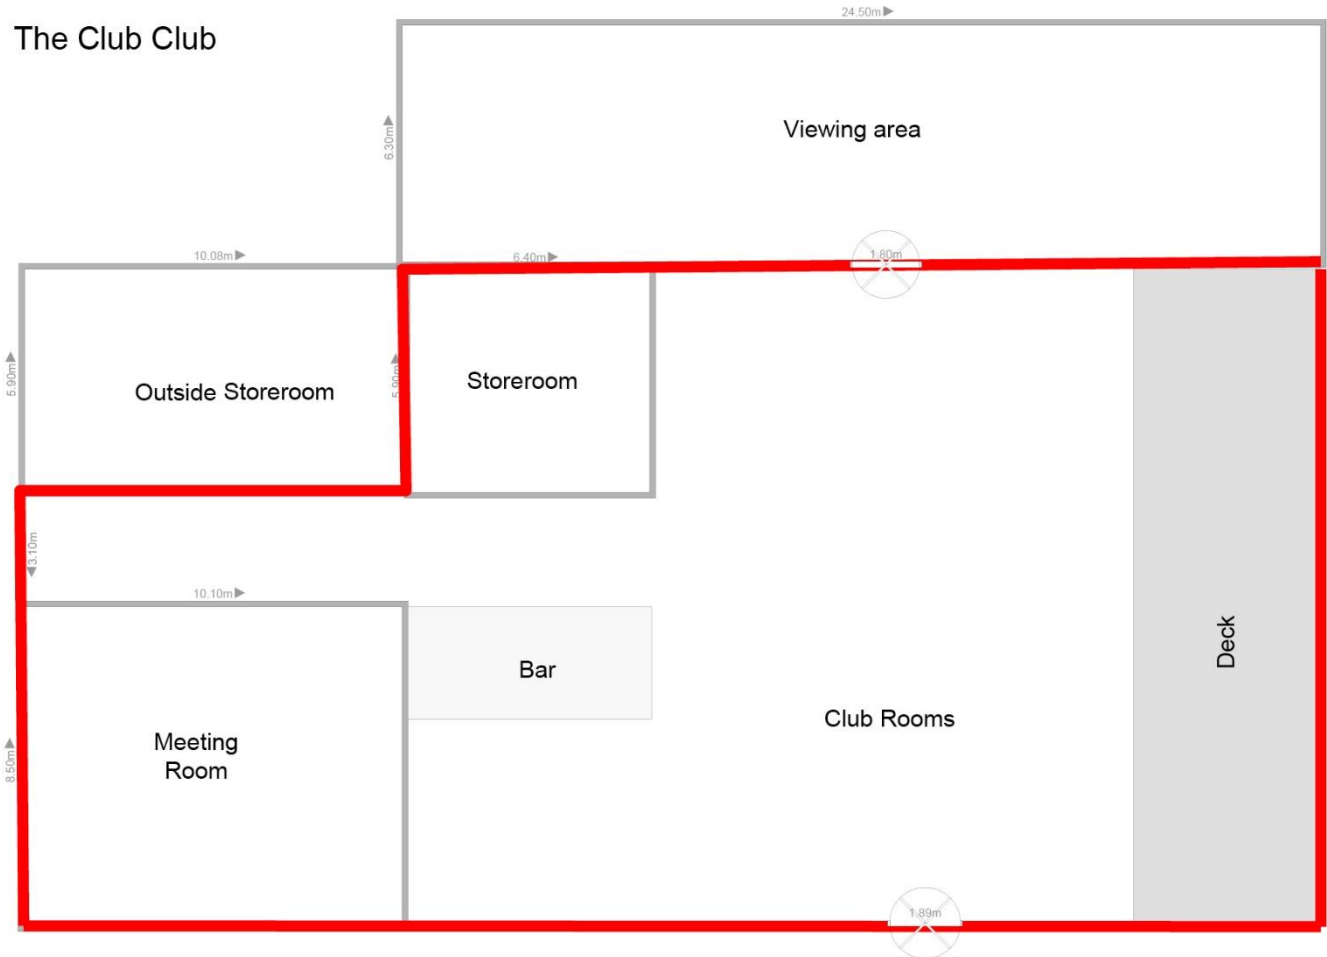 24.50m
The Club Club
6.30m
Viewing area
10.08m
6.40m
1.80m
5.90m
5.90m
Outside Storeroom
Storeroom
3.10m
10.10m
Bar
Deck
Club Rooms
8.50m
Meeting
Room
1.89m